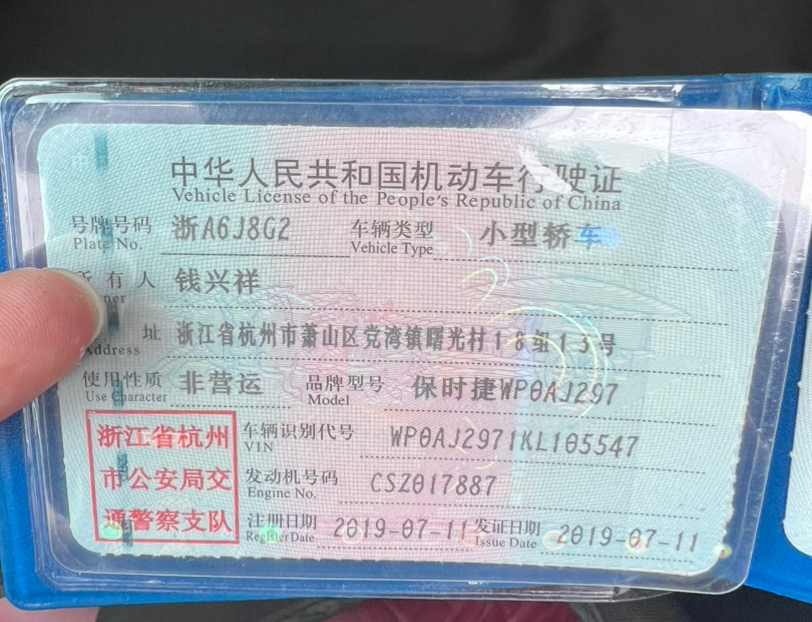 中华人民共和国机动车行驶证
Vehicle License of the People's Republic of China
号牌号码 浙A6J8G2 车辆类型 小型轿车
Plate No. Vehicle Type
所有人 钱兴祥
址 浙江省杭州市萧山区党湾镇曙光村18组13号
Address
使用性质 非营运 品牌型号 保时捷WP0AJ297
Use Character Model
浙江省杭州 车辆识别代号 WP0AJ2971KL105547
VIN
市公安局交 发动机号码 CSZ017887
Engine No.
通警察支队 注册日期 2019-07-11 发证日期 2019-07-11
Register Date Issue Date